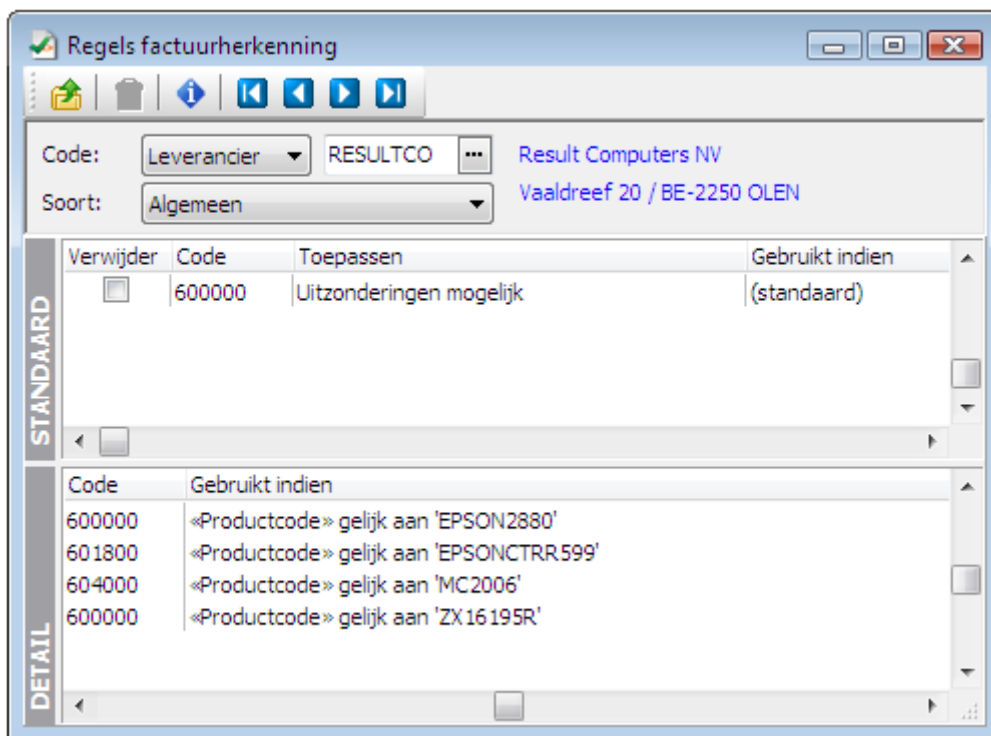 Regels factuurherkenning
Code: Leverancier RESULTCO ... Result Computers NV
Soort: Algemeen Vaaldreef 20 / BE-2250 OLEN
STANDAARD
Verwijder Code Toepassen Gebruikt indien
600000 Uitzonderingen mogelijk (standaard)
DETAIL
Code Gebruikt indien
600000 «Productcode» gelijk aan 'EPSON2880'
601800 «Productcode» gelijk aan 'EPSONCTRR599'
604000 «Productcode» gelijk aan 'MC2006'
600000 «Productcode» gelijk aan 'ZX16195R'